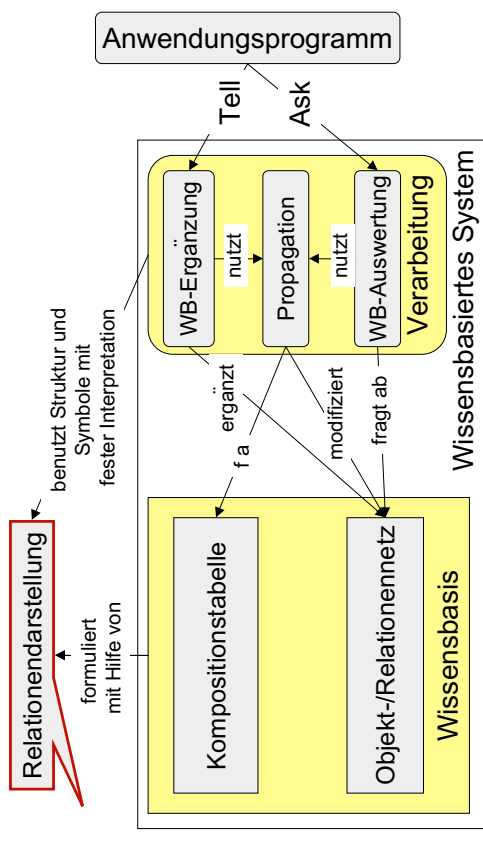 Relationendarstellung
formuliert
mit Hilfe von
benutzt Struktur und
Symbole mit
fester Interpretation
Kompositionstabelle
Objekt-/Relationennetz
Wissensbasis
f a
ergänzt
modifiziert
fragt ab
WB-Ergänzung
nutzt
Propagation
nutzt
WB-Auswertung
Verarbeitung
Wissensbasiertes System
Tell
Ask
Anwendungsprogramm